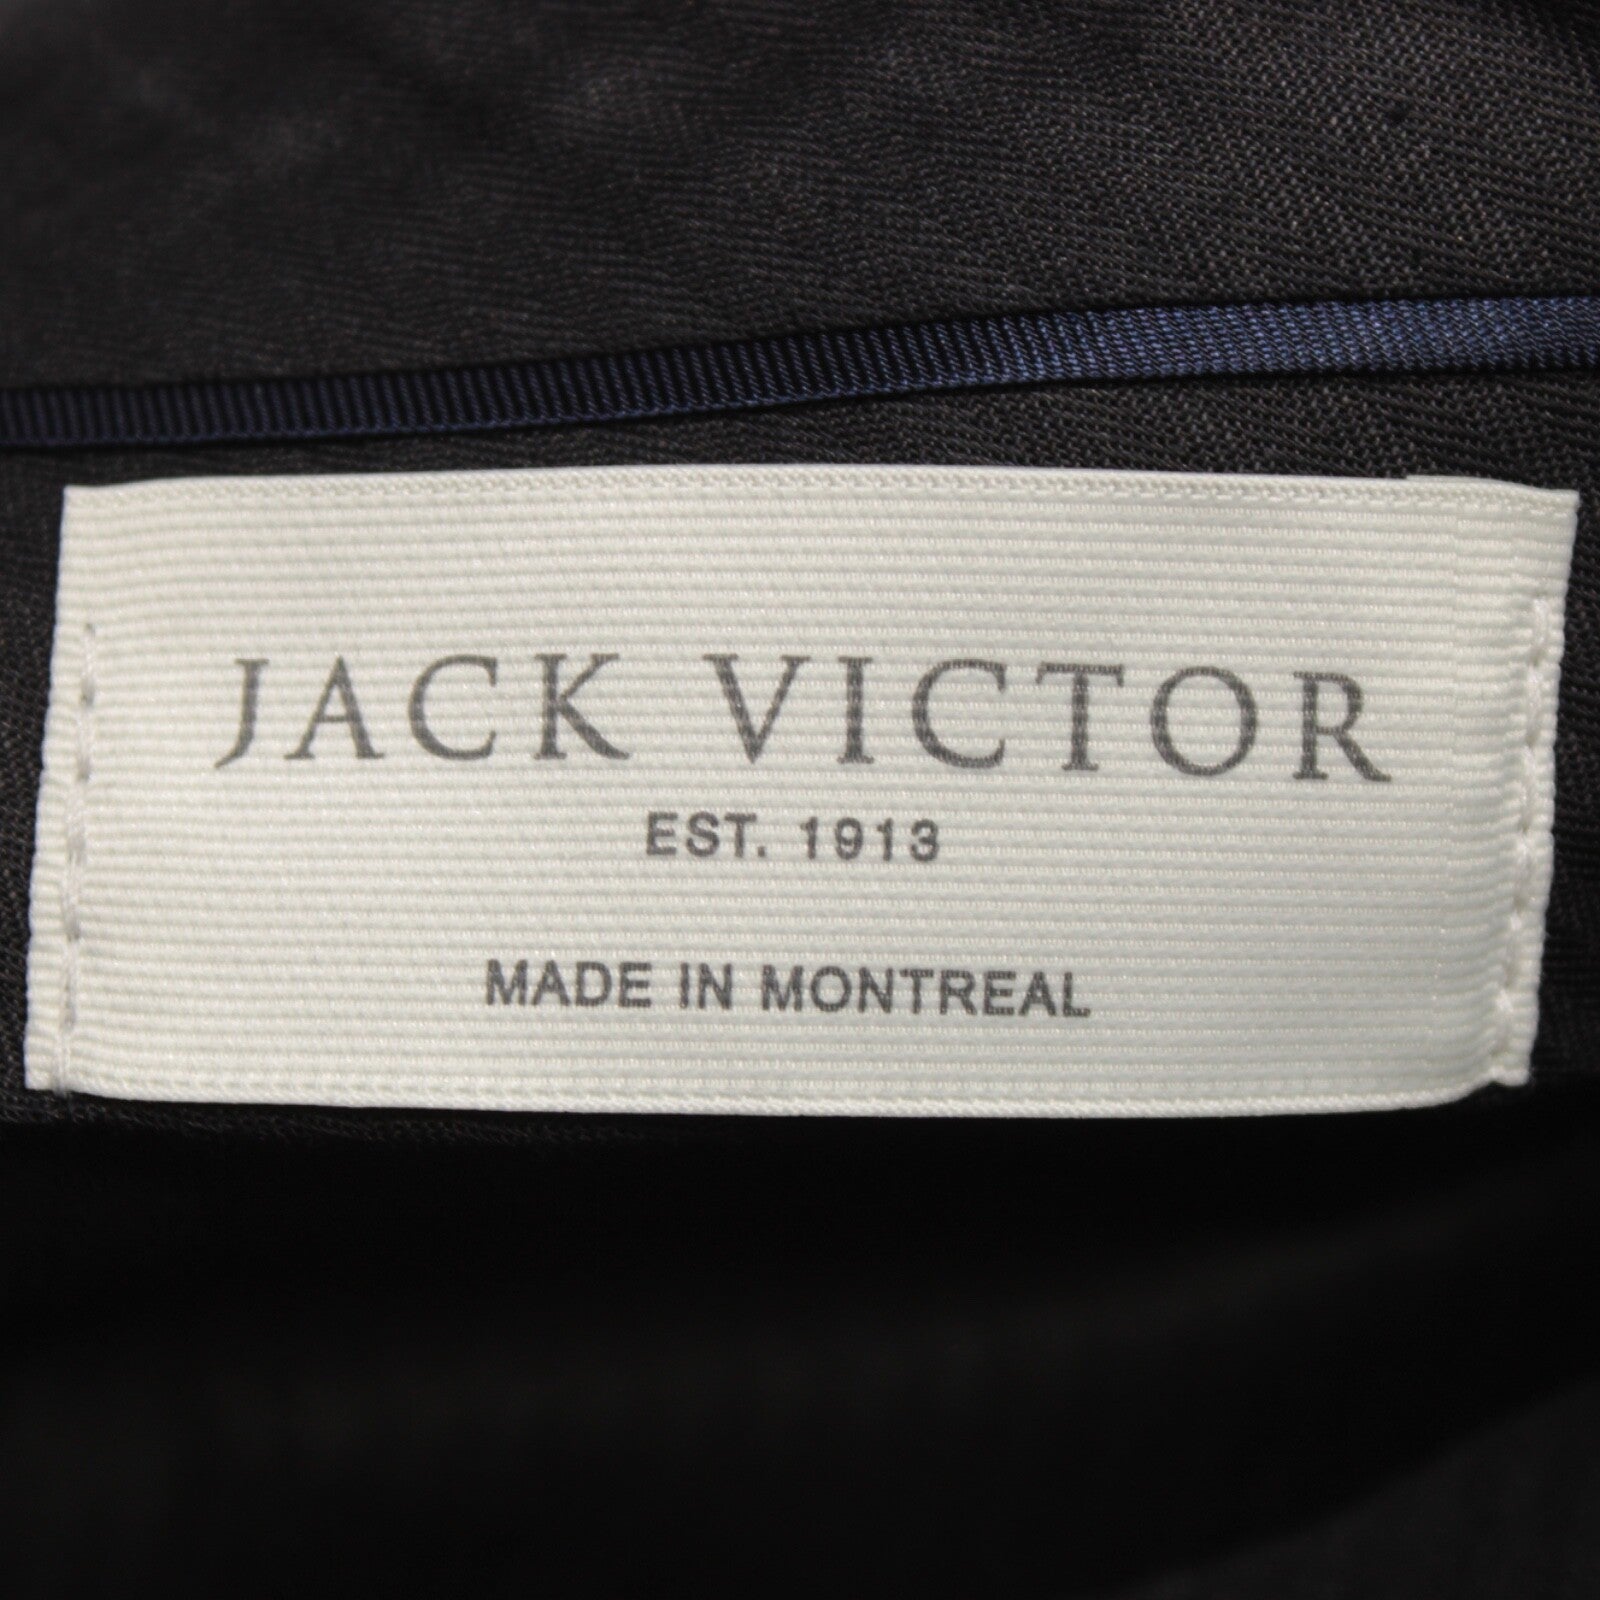 JACK VICTOR
EST. 1913
MADE IN MONTREAL